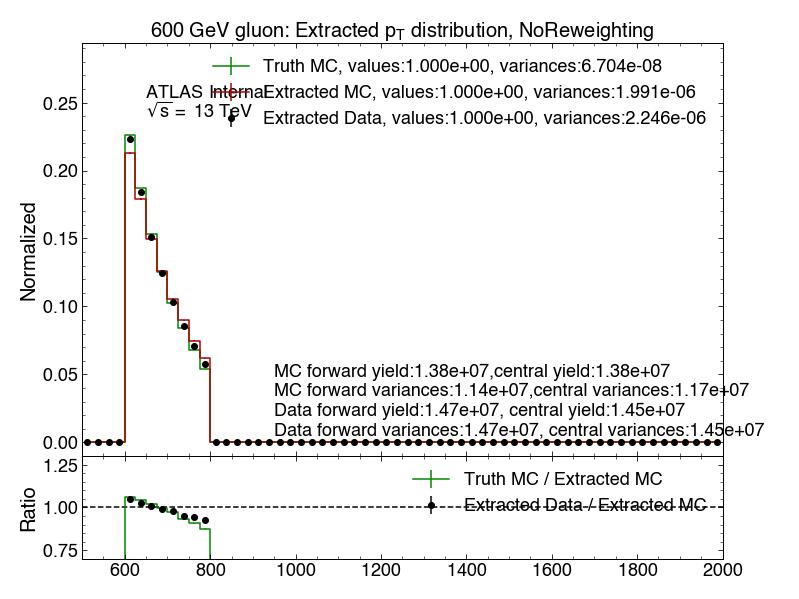 600 GeV gluon: Extracted pT distribution, NoReweighting
Truth MC, values:1.000e+00, variances:6.704e-08
ATLAS Internal
Extracted MC, values:1.000e+00, variances:1.991e-06
√s = 13 TeV
Extracted Data, values:1.000e+00, variances:2.246e-06
Normalized
0.25
0.20
0.15
0.10
0.05
0.00
MC forward yield:1.38e+07,central yield:1.38e+07
MC forward variances:1.14e+07,central variances:1.17e+07
Data forward yield:1.47e+07, central yield:1.45e+07
Data forward variances:1.47e+07, central variances:1.45e+07
Ratio
1.25
1.00
0.75
Truth MC / Extracted MC
Extracted Data / Extracted MC
600 800 1000 1200 1400 1600 1800 2000